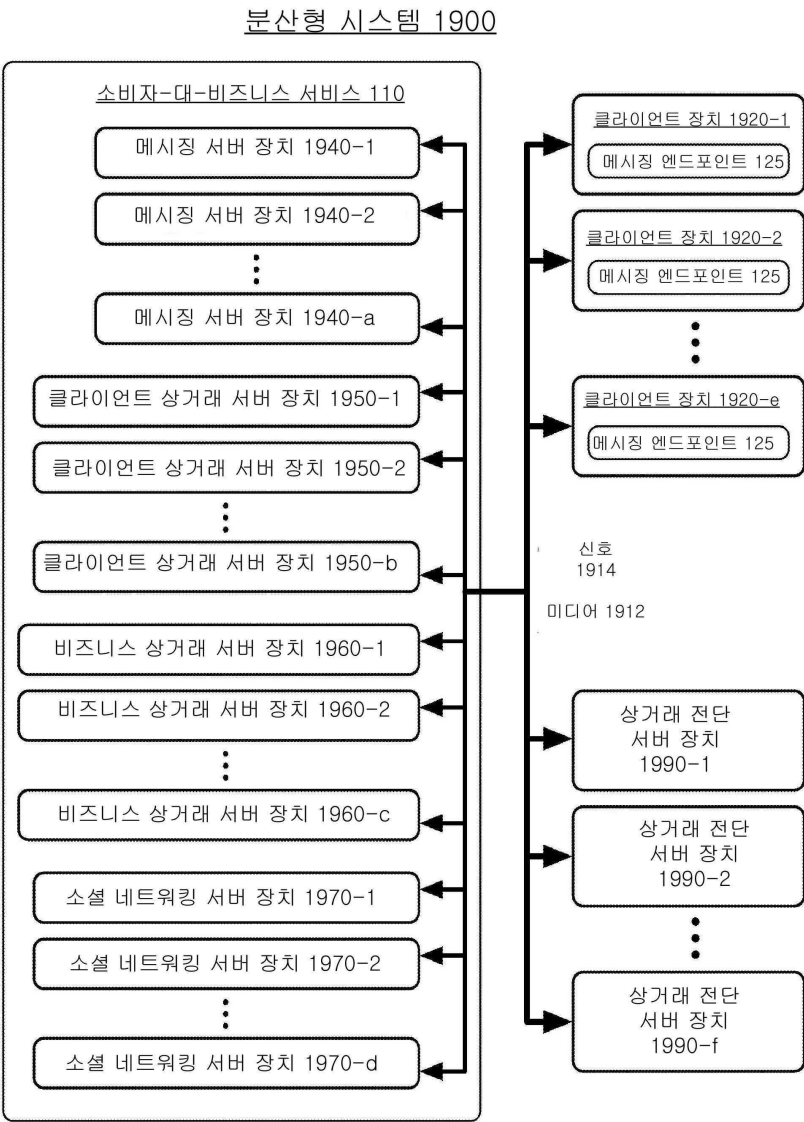 분산형 시스템 1900
소비자-대-비즈니스 서비스 110
메시징 서버 장치 1940-1
메시징 서버 장치 1940-2
메시징 서버 장치 1940-a
클라이언트 상거래 서버 장치 1950-1
클라이언트 상거래 서버 장치 1950-2
클라이언트 상거래 서버 장치 1950-b
비즈니스 상거래 서버 장치 1960-1
비즈니스 상거래 서버 장치 1960-2
비즈니스 상거래 서버 장치 1960-c
소셜 네트워킹 서버 장치 1970-1
소셜 네트워킹 서버 장치 1970-2
소셜 네트워킹 서버 장치 1970-d
클라이언트 장치 1920-1
메시징 엔드포인트 125
클라이언트 장치 1920-2
메시징 엔드포인트 125
클라이언트 장치 1920-e
메시징 엔드포인트 125
신호
1914
미디어 1912
상거래 전단
서버 장치
1990-1
상거래 전단
서버 장치
1990-2
상거래 전단
서버 장치
1990-f